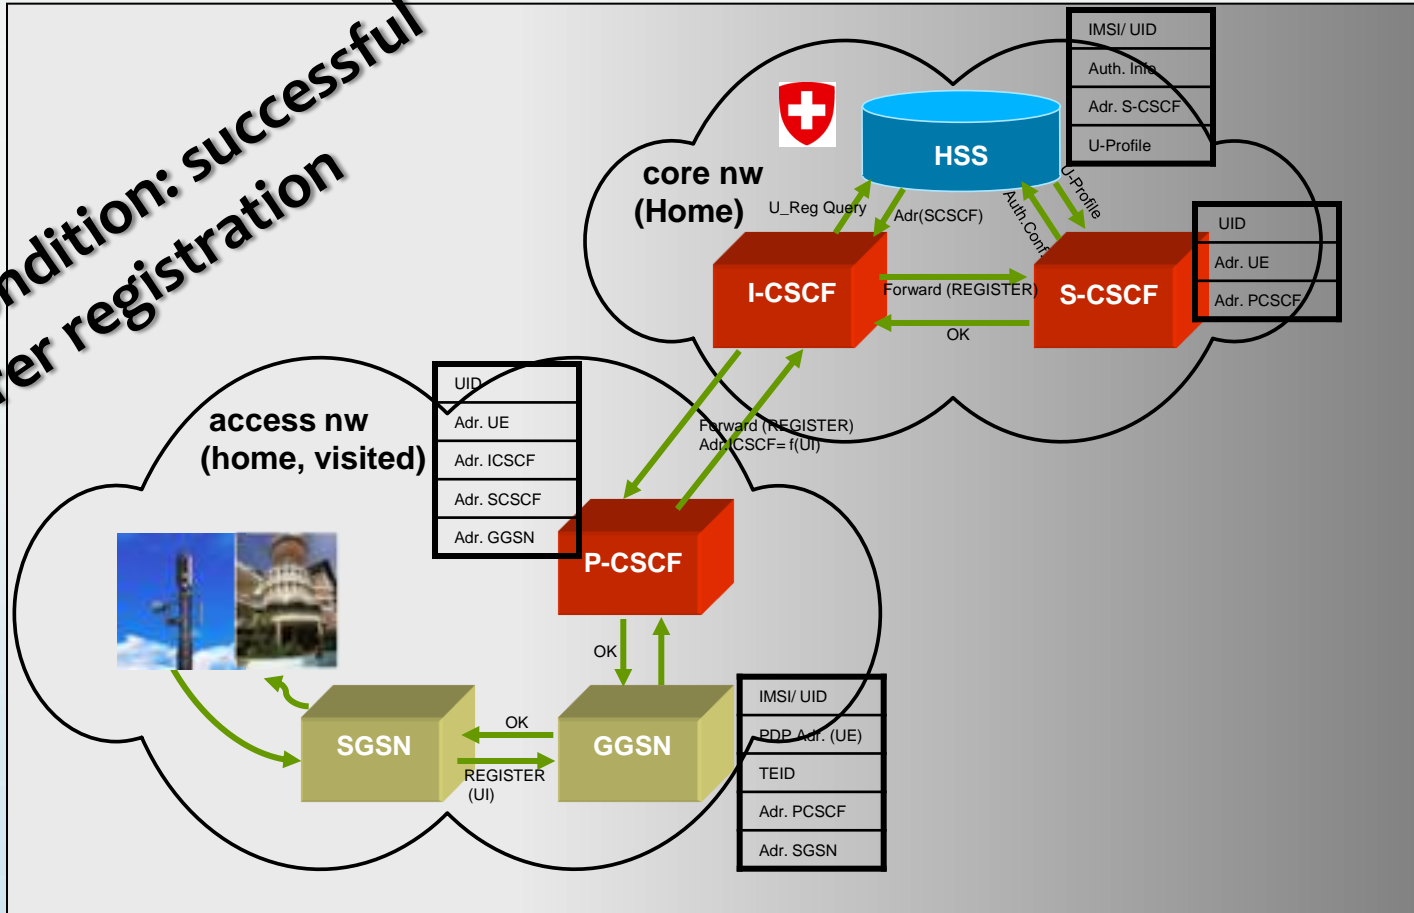 ndition: successful
er registration
IMSI/ UID
Auth. Info
Adr. S-CSCF
U-Profile
HSS
core nw
(Home)
U_Reg Query
Adr(SCSCF)
Auth.Conf.
U-Profile
UID
Adr. UE
Adr. PCSCF
I-CSCF
Forward (REGISTER)
S-CSCF
OK
UID
Adr. UE
Adr. ICSCF
Adr. SCSCF
Adr. GGSN
access nw
(home, visited)
Forward (REGISTER)
Adr.ICSCF= f(UI)
P-CSCF
OK
SGSN
OK
REGISTER
(UI)
GGSN
IMSI/ UID
PDP Adr. (UE)
TEID
Adr. PCSCF
Adr. SGSN